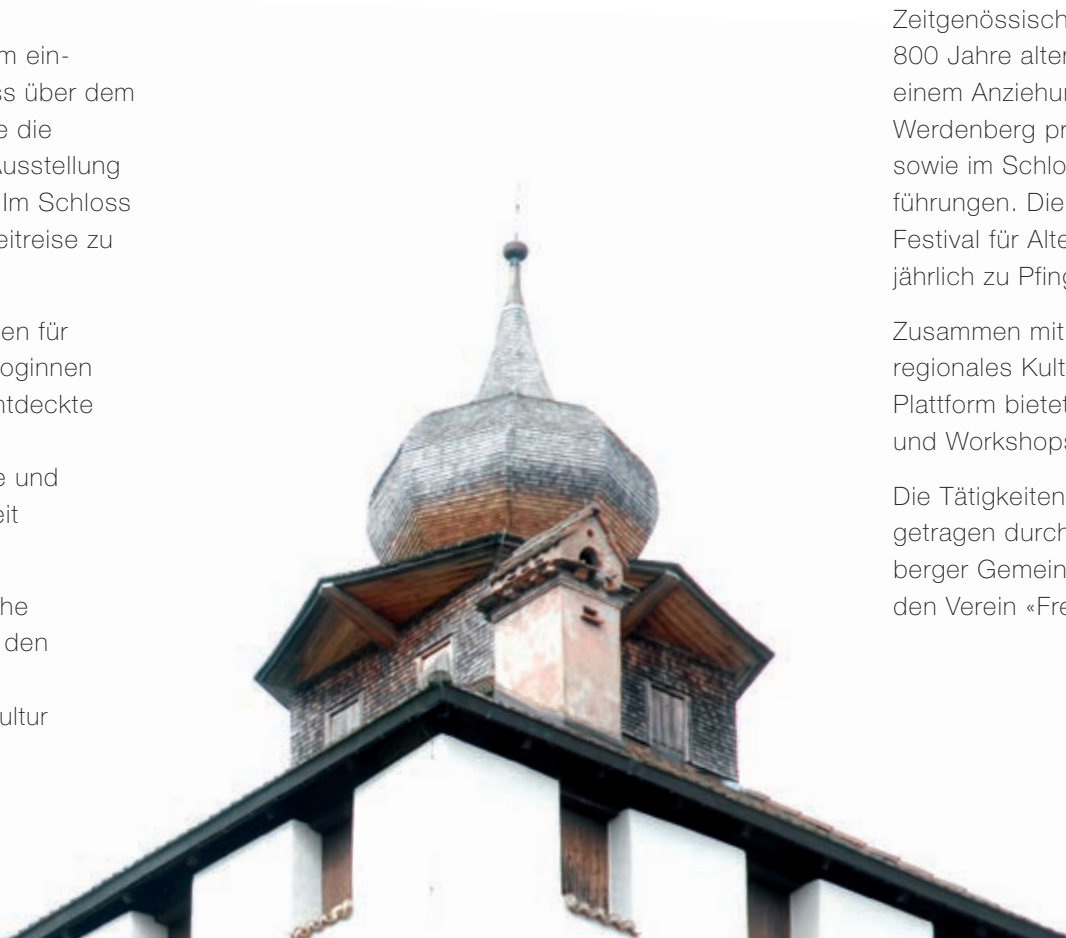 m ein-
ss über dem
e die
Ausstellung
Im Schloss
eitreise zu
en für
oginnen
ntdeckte
e und
eit
he
den
ultur
Zeitgenössisch
800 Jahre alter
einem Anziehu
Werdenberg pr
sowie im Schlo
führungen. Die
Festival für Alte
jährlich zu Pfing
Zusammen mit
regionales Kult
Plattform bietet
und Workshops
Die Tätigkeiten
getragen durch
berger Gemein
den Verein «Fre